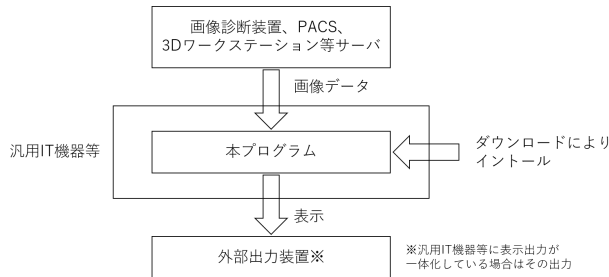 画像診断装置、PACS、
3Dワークステーション等サーバ
画像データ
汎用IT機器等
本プログラム
ダウンロードにより
イントール
表示
外部出力装置※
※汎用IT機器等に表示出力が
一体化している場合はその出力